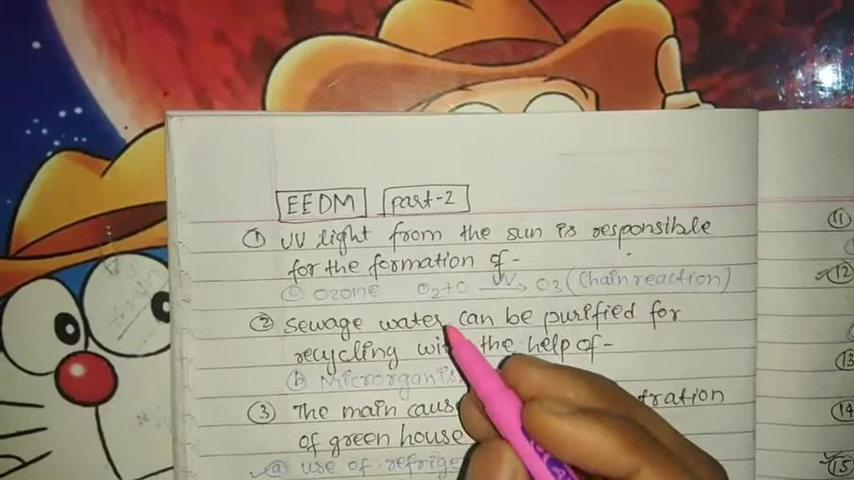 EEDM Part-2
① UV light from the sun is responsible
for the formation of-
ⓒ Ozone O2+O UV→ O3 (Chain reaction)
② Sewage water can be purified for
recycling with the help of-
ⓑ Microorganis
③ The main caus tration
of green house
✓ⓐ use of refrige
⑪
✓⑫
⑬
⑭
✓⑮